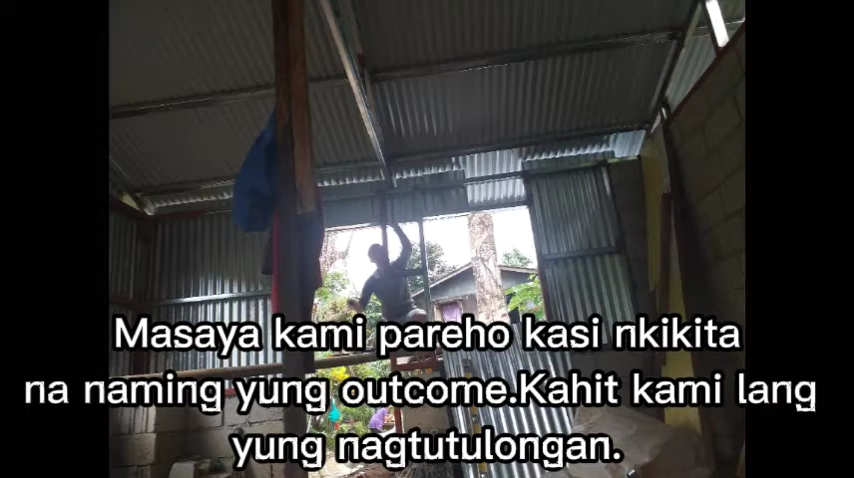 Masaya kami pareho kasi nkikita
na naming yung outcome.Kahit kami lang
yung nagtutulongan.